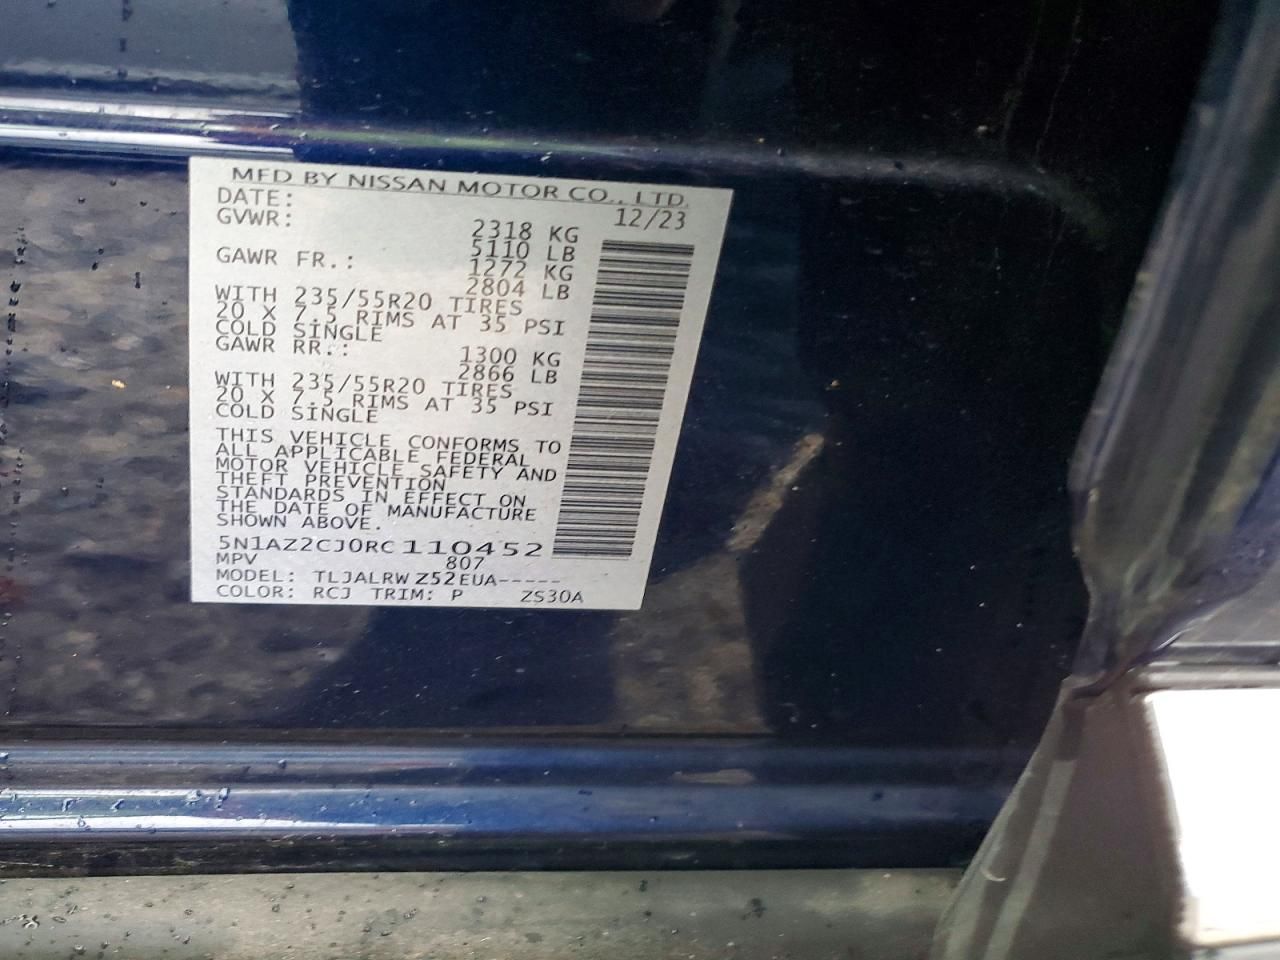 MFD BY NISSAN MOTOR CO., LTD.
DATE: 12/23
GVWR: 2318 KG
5110 LB
GAWR FR.: 1272 KG
2804 LB
WITH 235/55R20 TIRES
20 X 7.5 RIMS AT 35 PSI
COLD SINGLE
GAWR RR.: 1300 KG
2866 LB
WITH 235/55R20 TIRES
20 X 7.5 RIMS AT 35 PSI
COLD SINGLE
THIS VEHICLE CONFORMS TO
ALL APPLICABLE FEDERAL
MOTOR VEHICLE SAFETY AND
THEFT PREVENTION
STANDARDS IN EFFECT ON
THE DATE OF MANUFACTURE
SHOWN ABOVE.
5N1AZ2CJ0RC110452
MPV 807
MODEL: TLJALRW Z52EUA-----
COLOR: RCJ TRIM: P ZS30A